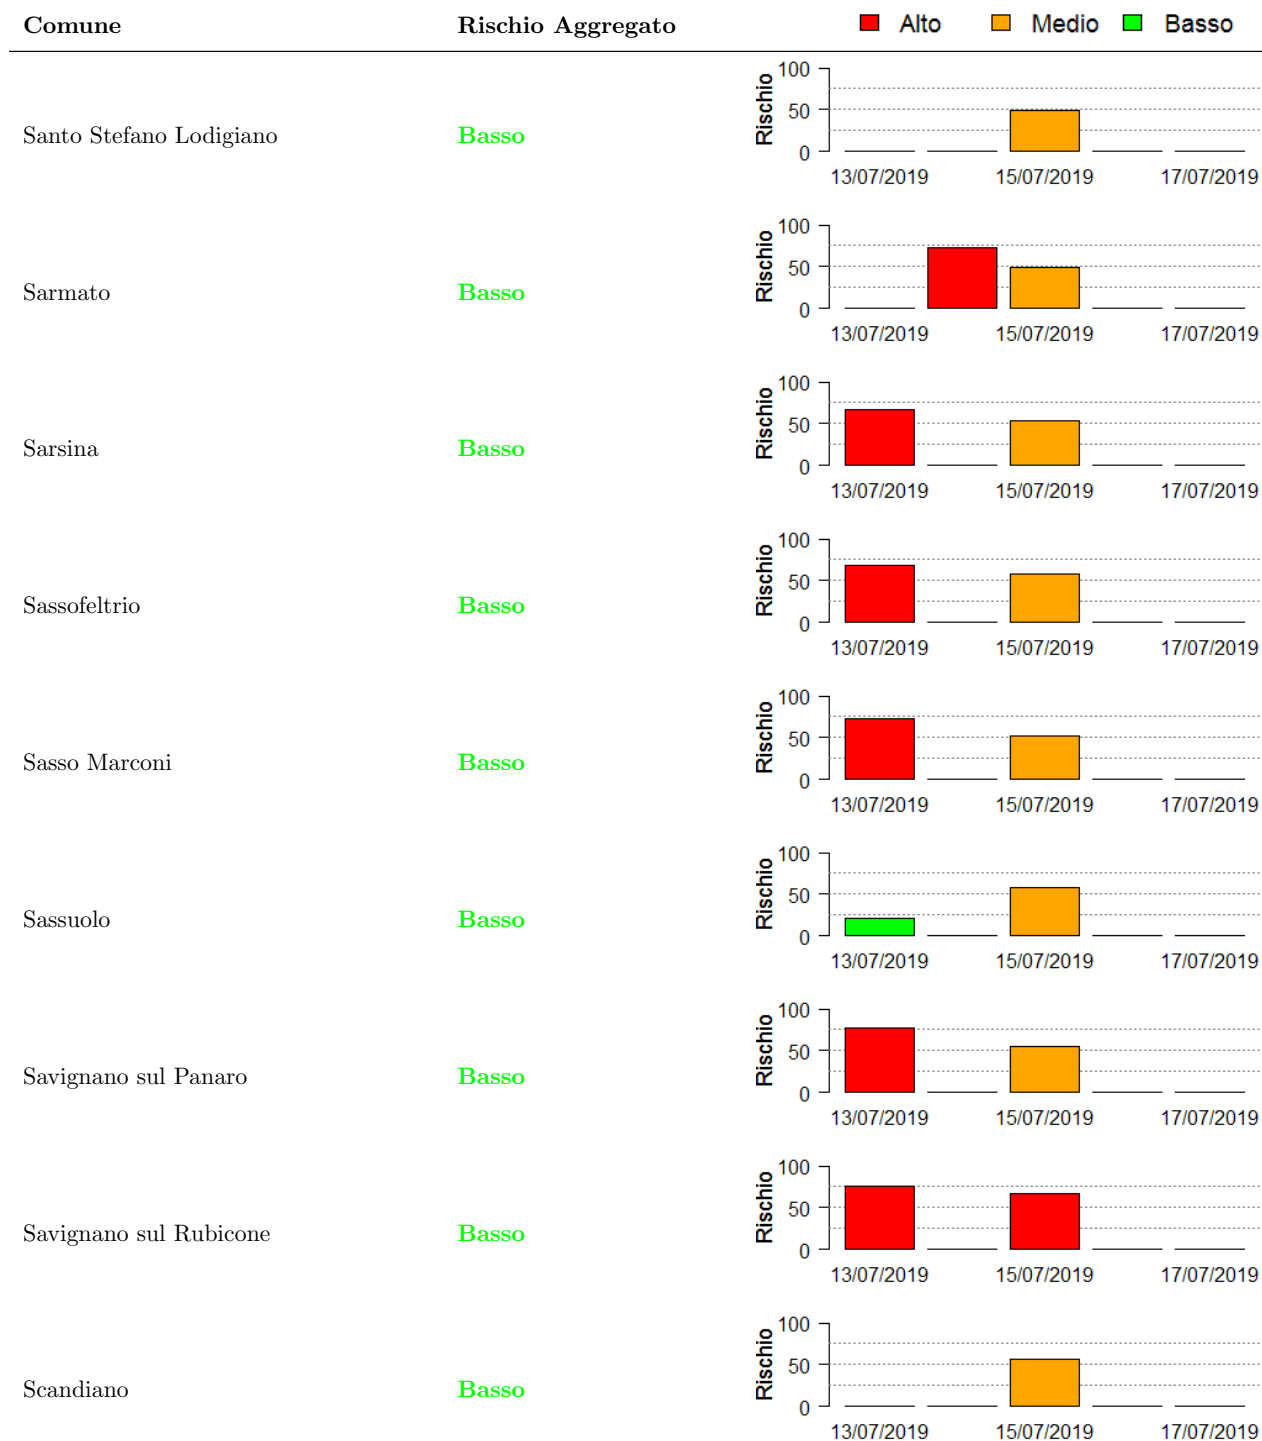 Comune Rischio Aggregato Alto Medio Basso
100
50
0
Rischio
Santo Stefano Lodigiano Basso
13/07/2019 15/07/2019 17/07/2019
100
50
0
Rischio
Sarmato Basso
13/07/2019 15/07/2019 17/07/2019
100
50
0
Rischio
Sarsina Basso
13/07/2019 15/07/2019 17/07/2019
100
50
0
Rischio
Sassofeltrio Basso
13/07/2019 15/07/2019 17/07/2019
100
50
0
Rischio
Sasso Marconi Basso
13/07/2019 15/07/2019 17/07/2019
100
50
0
Rischio
Sassuolo Basso
13/07/2019 15/07/2019 17/07/2019
100
50
0
Rischio
Savignano sul Panaro Basso
13/07/2019 15/07/2019 17/07/2019
100
50
0
Rischio
Savignano sul Rubicone Basso
13/07/2019 15/07/2019 17/07/2019
100
50
0
Rischio
Scandiano Basso
13/07/2019 15/07/2019 17/07/2019